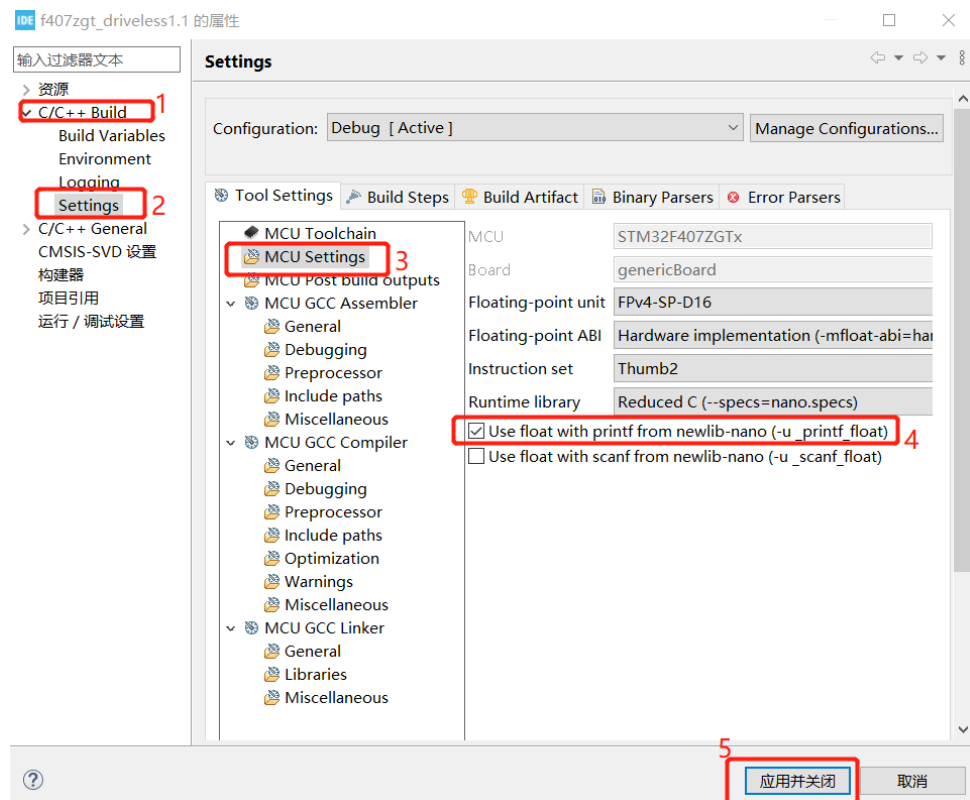 IDE f407zgt_driveless1.1 的属性
输入过滤器文本
资源
C/C++ Build 1
Build Variables
Environment
Logging
Settings 2
C/C++ General
CMSIS-SVD 设置
构建器
项目引用
运行 / 调试设置
Settings
Configuration: Debug [ Active ] Manage Configurations...
Tool Settings Build Steps Build Artifact Binary Parsers Error Parsers
MCU Toolchain
MCU Settings 3
MCU Post build outputs
MCU GCC Assembler
General
Debugging
Preprocessor
Include paths
Miscellaneous
MCU GCC Compiler
General
Debugging
Preprocessor
Include paths
Optimization
Warnings
Miscellaneous
MCU GCC Linker
General
Libraries
Miscellaneous
MCU STM32F407ZGTx
Board genericBoard
Floating-point unit FPv4-SP-D16
Floating-point ABI Hardware implementation (-mfloat-abi=har
Instruction set Thumb2
Runtime library Reduced C (--specs=nano.specs)
Use float with printf from newlib-nano (-u _printf_float) 4
Use float with scanf from newlib-nano (-u _scanf_float)
5
应用并关闭 取消